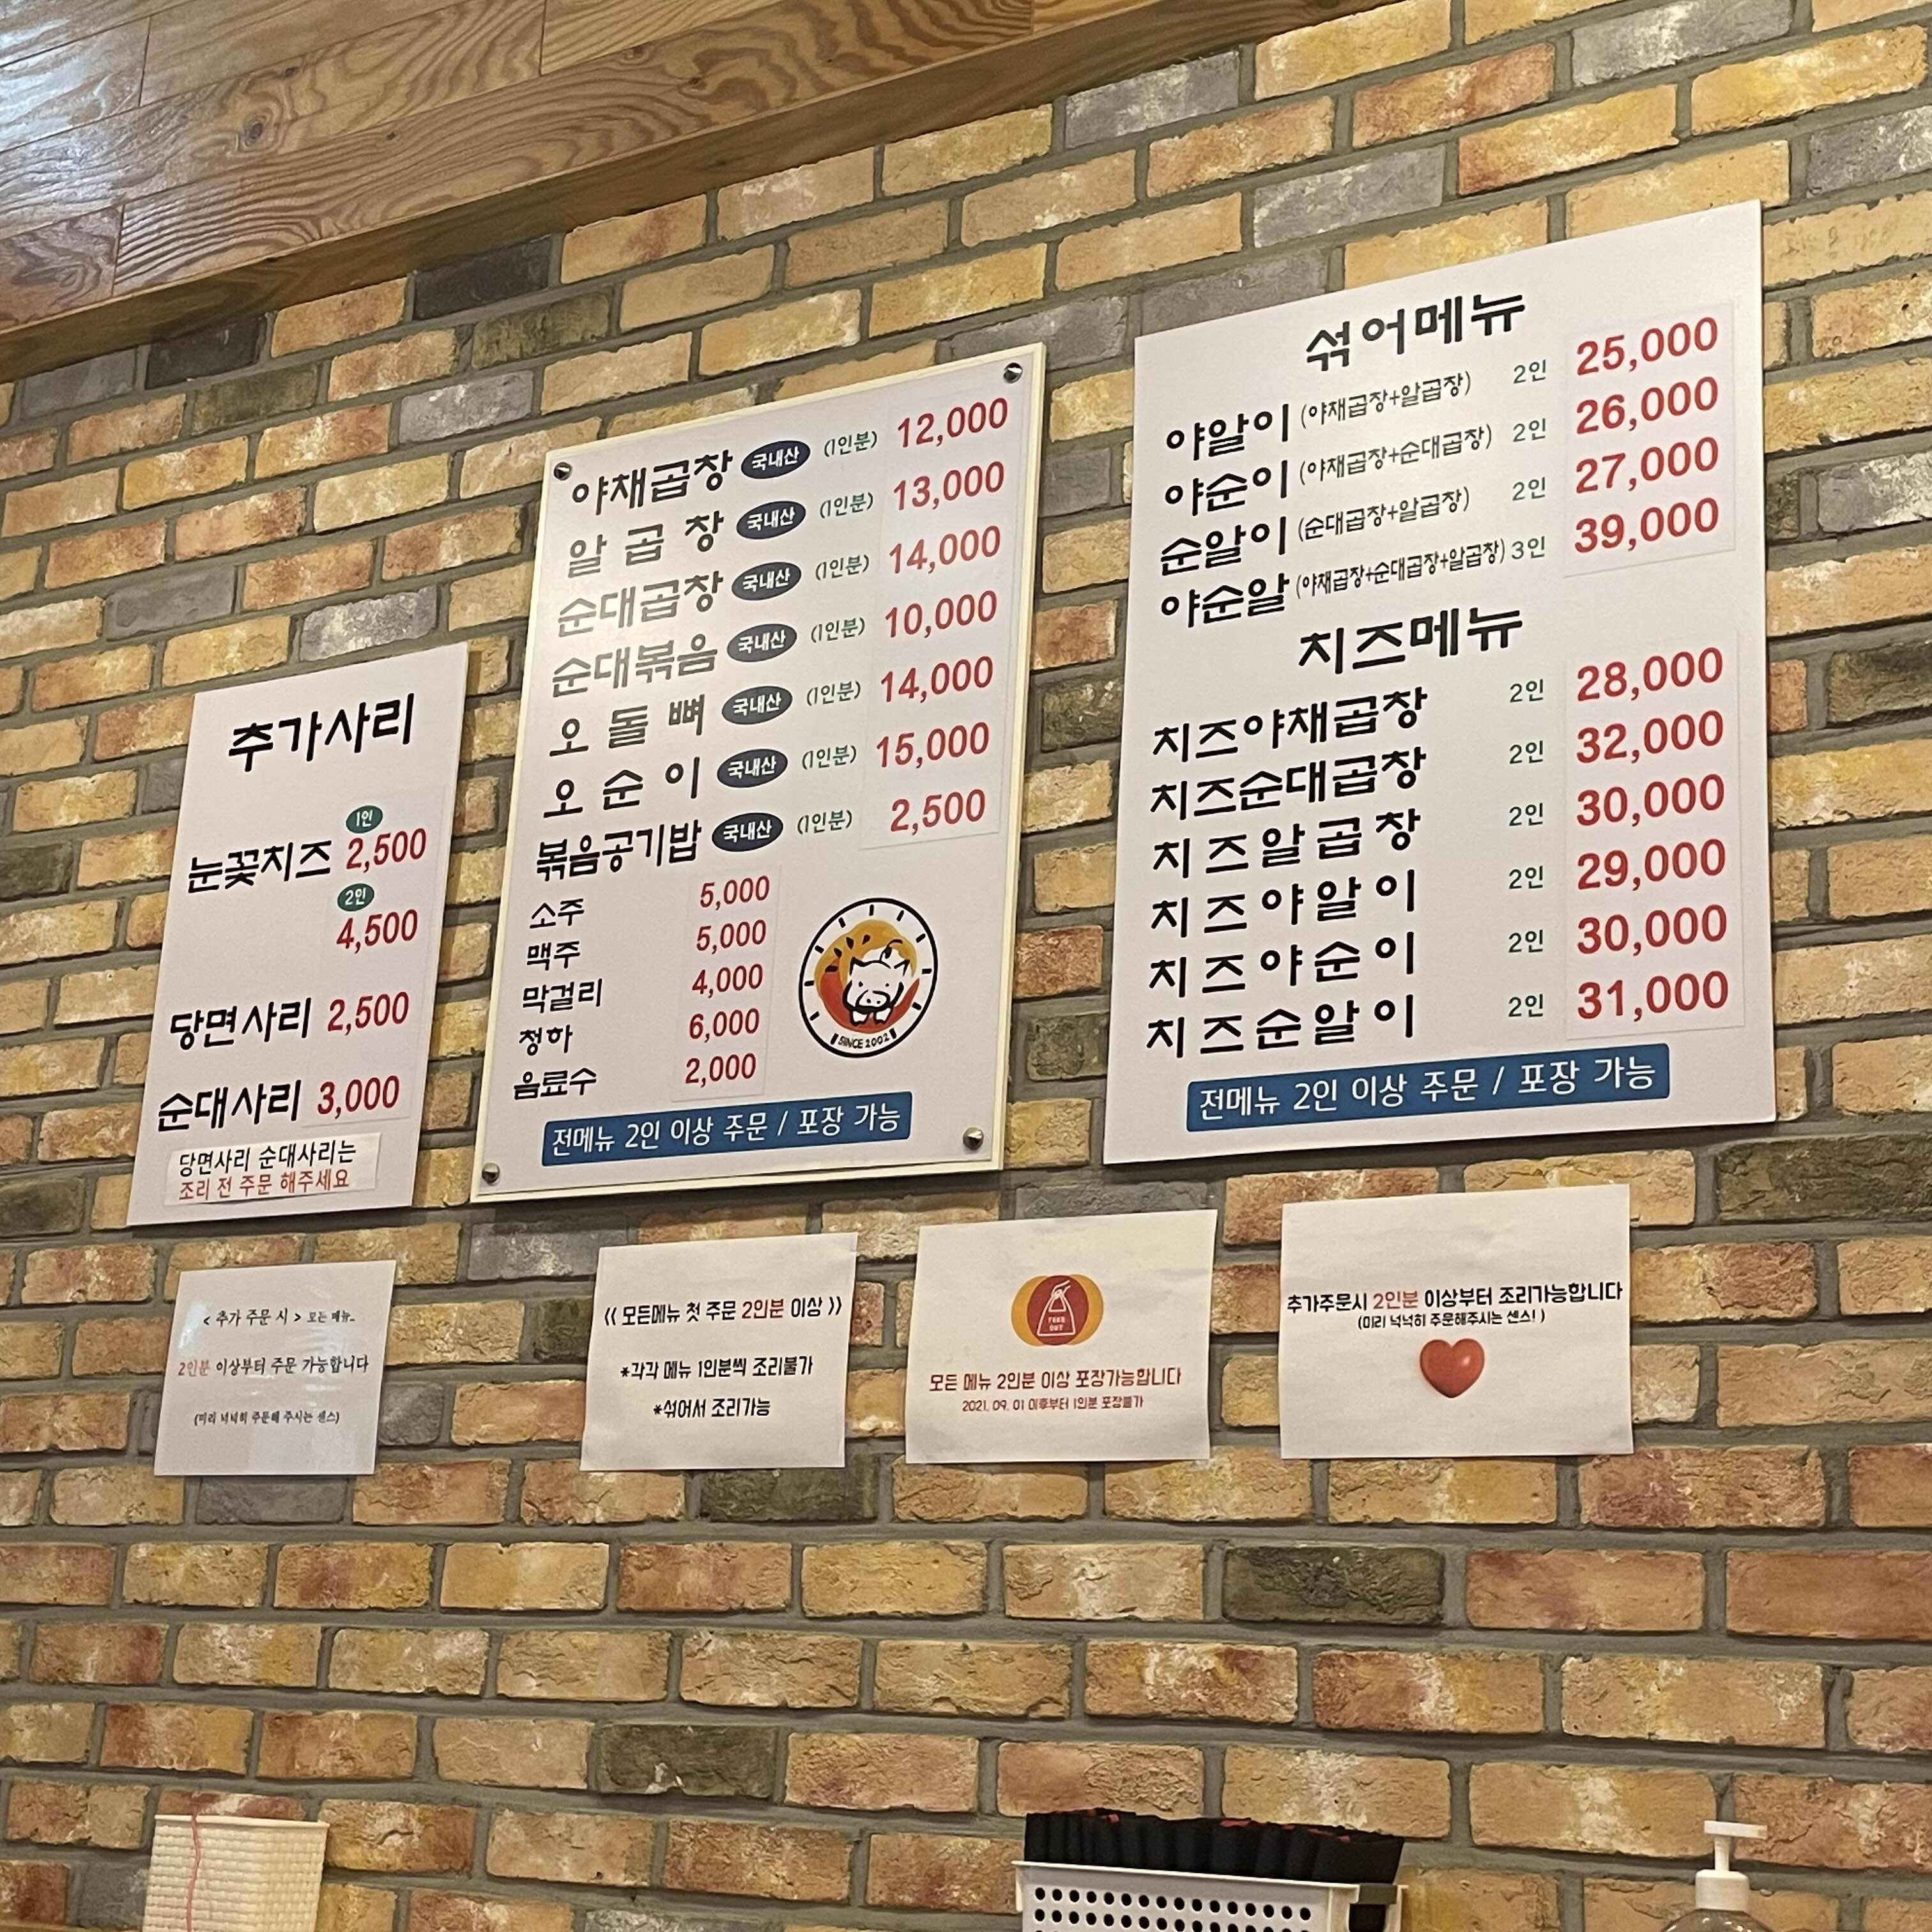 추가사리
1인
눈꽃치즈 2,500
2인
4,500
당면사리 2,500
순대사리 3,000
당면사리 순대사리는
조리 전 주문 해주세요
야채곱창 국내산 (1인분) 12,000
알곱창 국내산 (1인분) 13,000
순대곱창 국내산 (1인분) 14,000
순대볶음 국내산 (1인분) 10,000
오돌뼈 국내산 (1인분) 14,000
오순이 국내산 (1인분) 15,000
볶음공기밥 국내산 (1인분) 2,500
소주 5,000
맥주 5,000
막걸리 4,000
청하 6,000
음료수 2,000
SINCE 2002
전메뉴 2인 이상 주문 / 포장 가능
섞어메뉴
야알이 (야채곱창+알곱창) 2인 25,000
야순이 (야채곱창+순대곱창) 2인 26,000
순알이 (순대곱창+알곱창) 2인 27,000
야순알 (야채곱창+순대곱창+알곱창) 3인 39,000
치즈메뉴
치즈야채곱창 2인 28,000
치즈순대곱창 2인 32,000
치즈알곱창 2인 30,000
치즈야알이 2인 29,000
치즈야순이 2인 30,000
치즈순알이 2인 31,000
전메뉴 2인 이상 주문 / 포장 가능
< 추가 주문 시 > 모든 메뉴..
2인분 이상부터 주문 가능합니다
(미리 넉넉히 주문해 주시는 센스)
<< 모든메뉴 첫 주문 2인분 이상 >>
*각각 메뉴 1인분씩 조리불가
*섞어서 조리가능
TAKE
OUT
모든 메뉴 2인분 이상 포장가능합니다
2021. 09. 01 이후부터 1인분 포장불가
추가주문시 2인분 이상부터 조리가능합니다
(미리 넉넉히 주문해주시는 센스! )